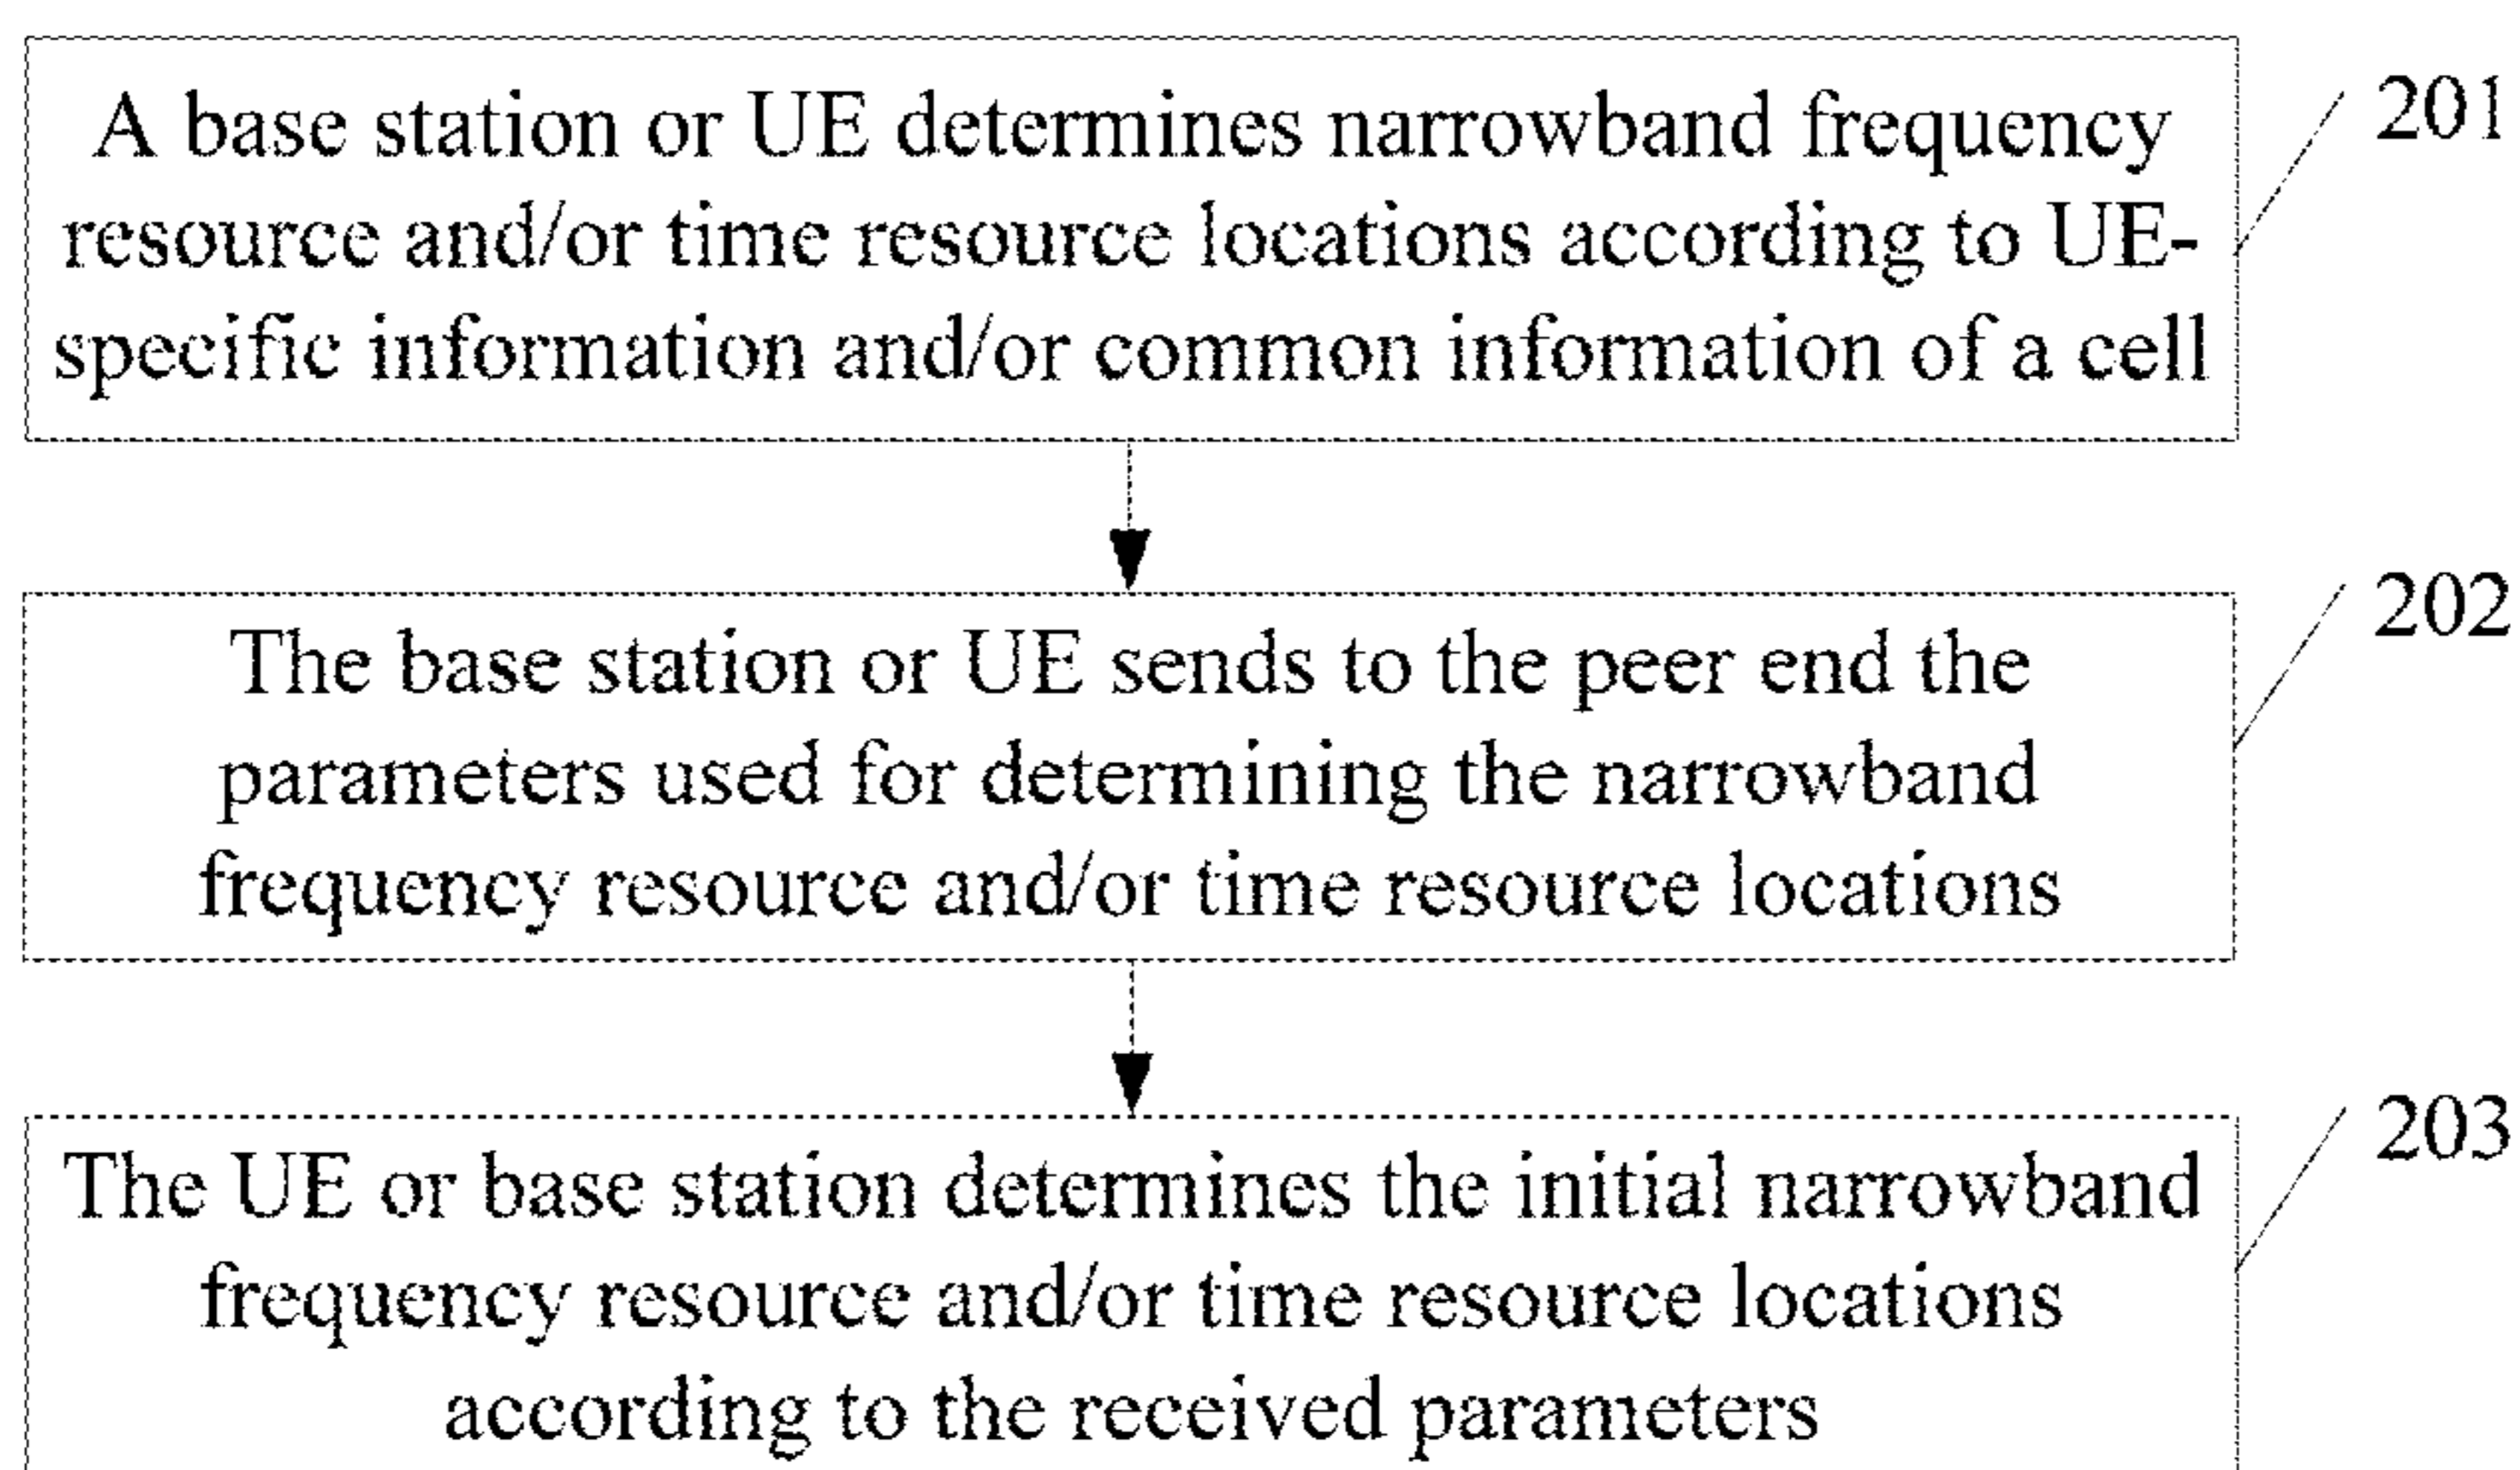 A base station or UE determines narrowband frequency
resource and/or time resource locations according to UE-
specific information and/or common information of a cell
201
The base station or UE sends to the peer end the
parameters used for determining the narrowband
frequency resource and/or time resource locations
202
The UE or base station determines the initial narrowband
frequency resource and/or time resource locations
according to the received parameters
203